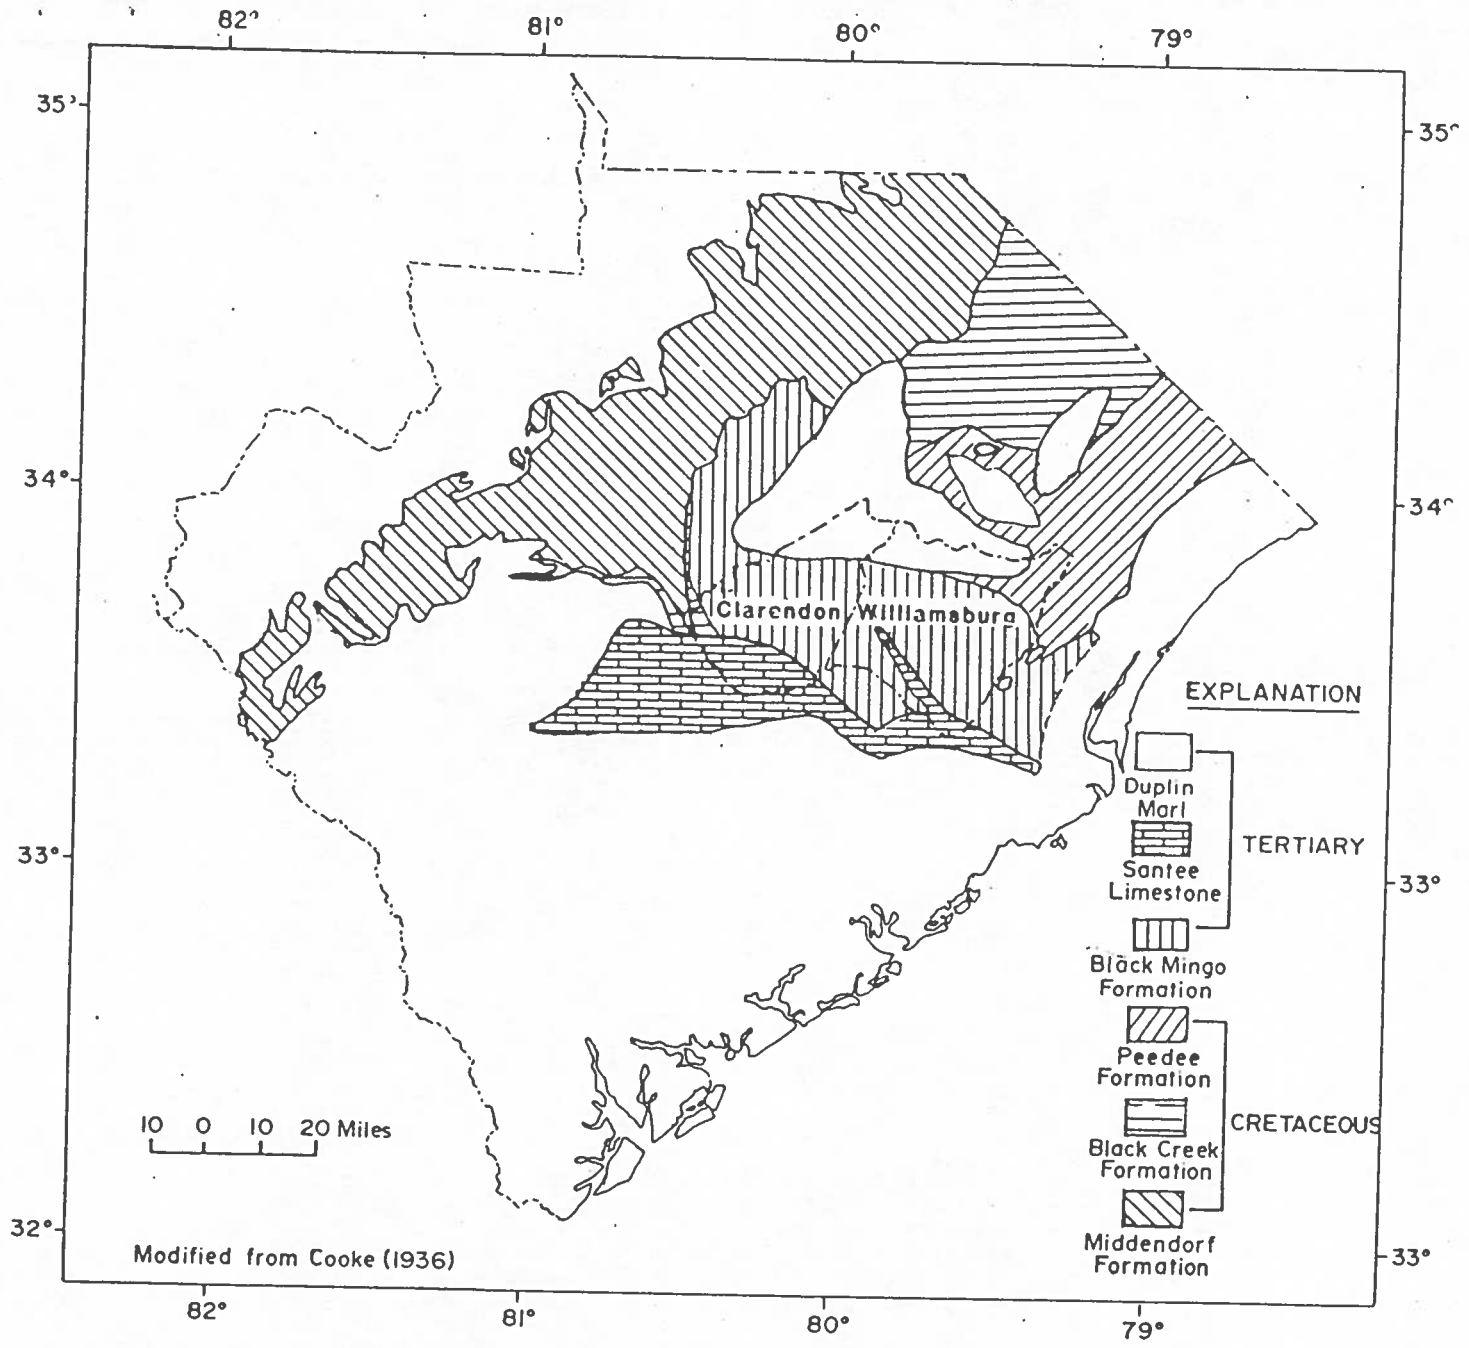 82° 81° 80° 79°
35° 35°
34° 34°
Clarendon Williamsburg
EXPLANATION
Duplin
Marl
33° TERTIARY
Santee
Limestone 33°
Black Mingo
Formation
Peedee
Formation
10 0 10 20 Miles CRETACEOUS
Black Creek
Formation
32°
Middendorf
Formation 33°
Modified from Cooke (1936)
82° 81° 80° 79°